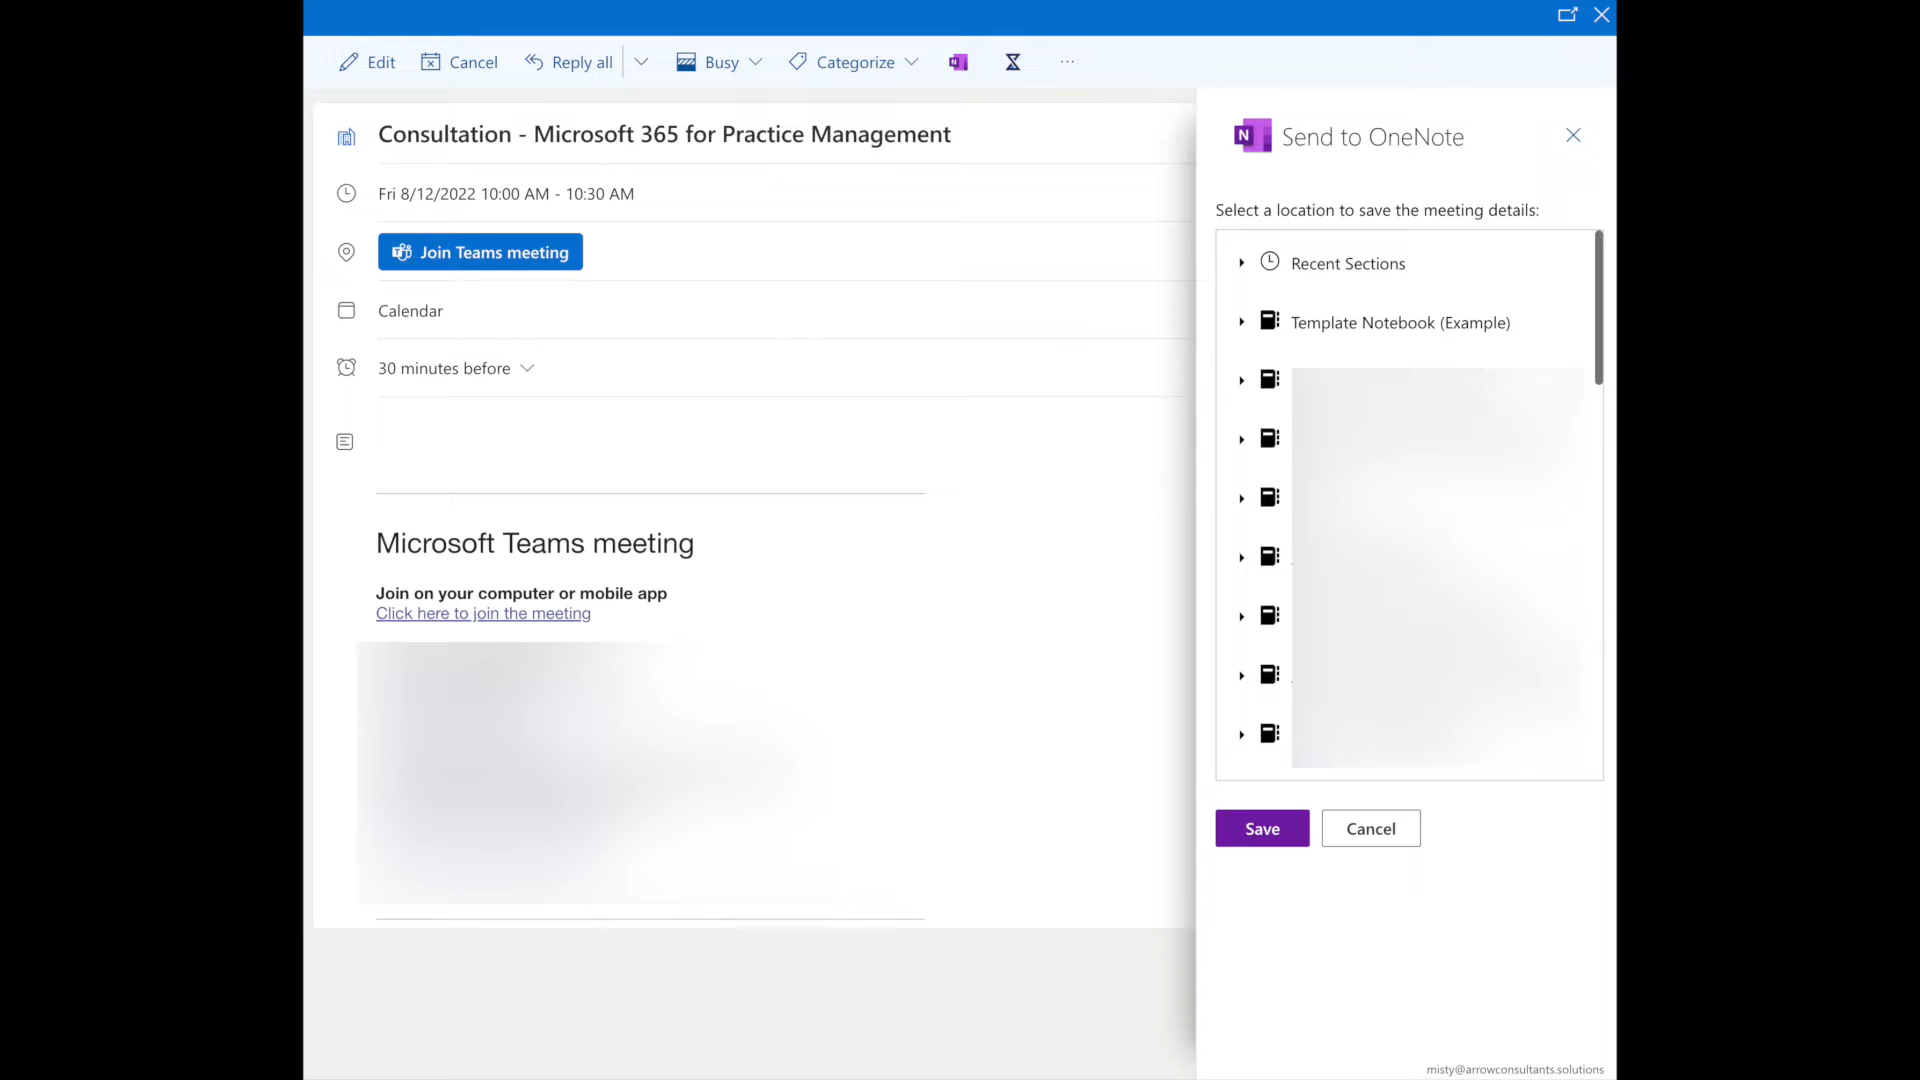 Edit
Cancel
Reply all
Busy
Categorize
Consultation - Microsoft 365 for Practice Management
Fri 8/12/2022 10:00 AM - 10:30 AM
Join Teams meeting
Calendar
30 minutes before
Microsoft Teams meeting
Join on your computer or mobile app
Click here to join the meeting
N Send to OneNote
Select a location to save the meeting details:
Recent Sections
Template Notebook (Example)
Save
Cancel
misty@arrowconsultants.solutions